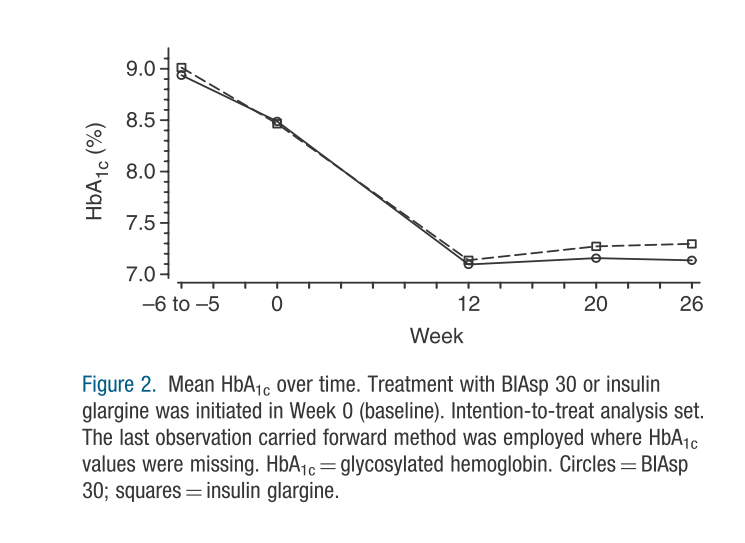 9.0
8.5
8.0
7.5
7.0
HbA1c (%)
–6 to –5 0 12 20 26
Week
Figure 2. Mean HbA1c over time. Treatment with BIAsp 30 or insulin
glargine was initiated in Week 0 (baseline). Intention-to-treat analysis set.
The last observation carried forward method was employed where HbA1c
values were missing. HbA1c = glycosylated hemoglobin. Circles = BIAsp
30; squares = insulin glargine.